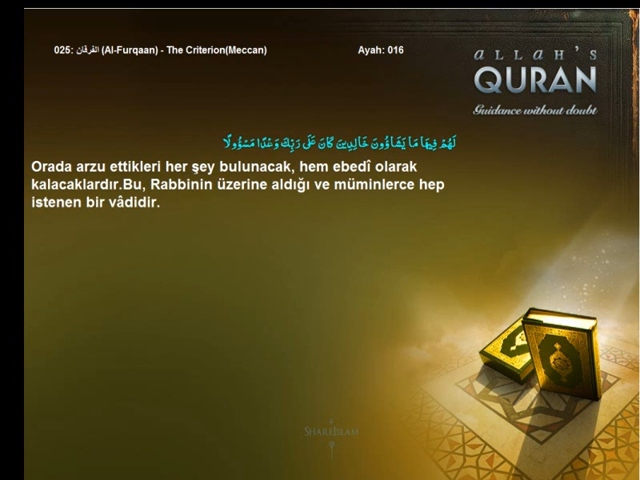 025: الفرقان (Al-Furqaan) - The Criterion(Meccan) Ayah: 016
ALLAH'S
QURAN
Guidance without doubt
لَهُمْ فِيهَا مَا يَشَاؤُونَ خَالِدِينَ كَانَ عَلَى رَبِّكَ وَعْدًا مَسْؤُولًا
Orada arzu ettikleri her şey bulunacak, hem ebedî olarak
kalacaklardır.Bu, Rabbinin üzerine aldığı ve müminlerce hep
istenen bir vâdidir.
SHAREISLAM